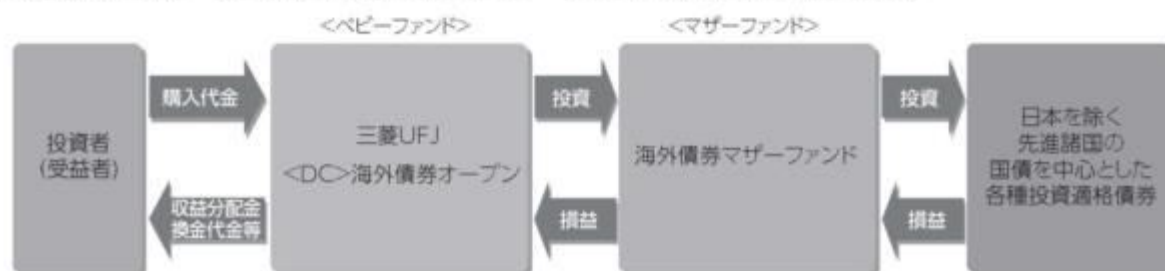 <ベビーファンド>
<マザーファンド>
投資者
(受益者)
購入代金
収益分配金
換金代金等
三菱UFJ
<DC>海外債券オープン
投資
損益
海外債券マザーファンド
投資
損益
日本を除く
先進諸国の
国債を中心とした
各種投資適格債券